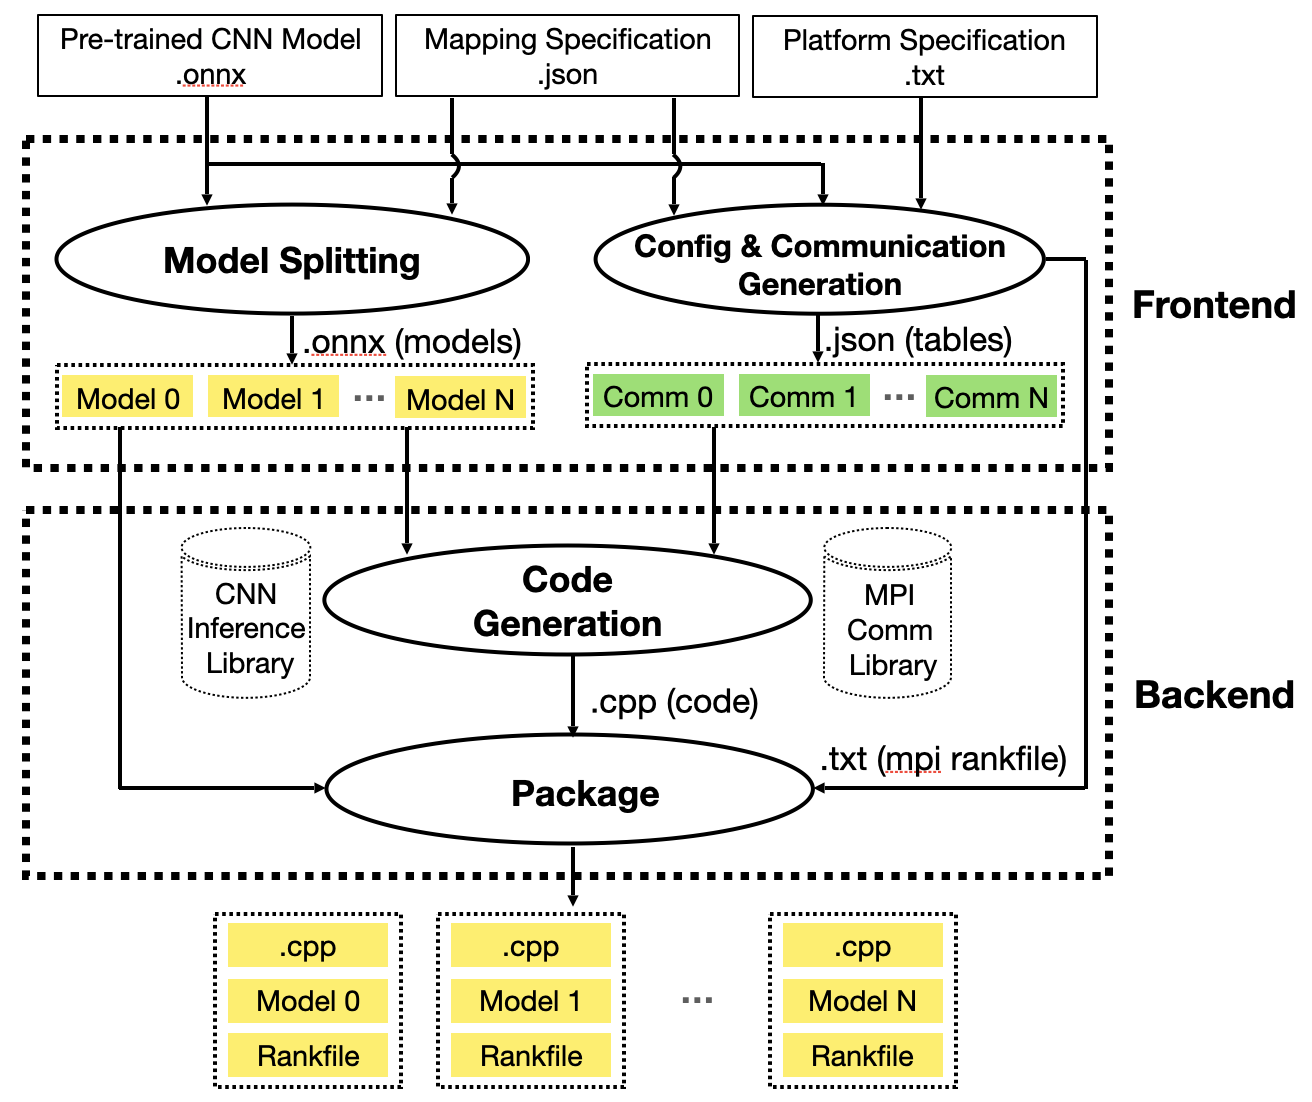 Pre-trained CNN Model
.onnx
Mapping Specification
.json
Platform Specification
.txt
Model Splitting
Config & Communication
Generation
Frontend
.onnx (models)
.json (tables)
Model 0
Model 1
...
Model N
Comm 0
Comm 1
...
Comm N
CNN
Inference
Library
Code
Generation
MPI
Comm
Library
Backend
.cpp (code)
.txt (mpi rankfile)
Package
.cpp
Model 0
Rankfile
.cpp
Model 1
Rankfile
...
.cpp
Model N
Rankfile